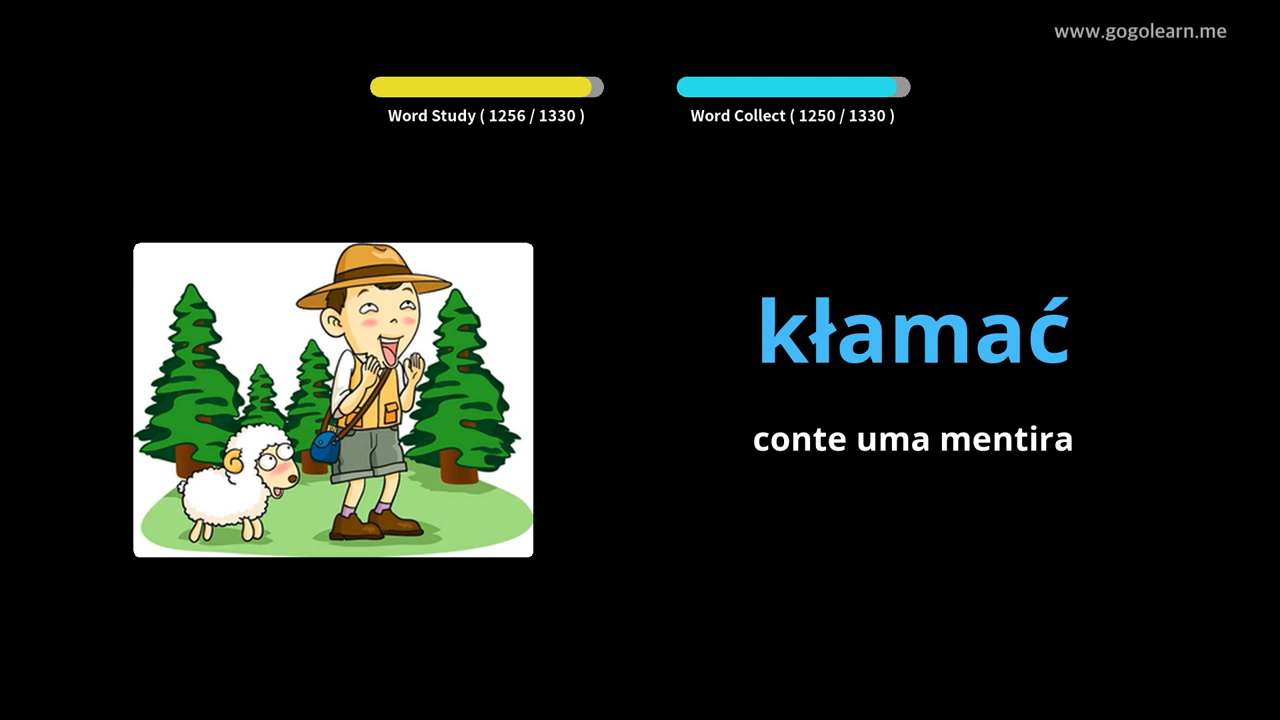 www.gogolearn.me
Word Study ( 1256 / 1330 )
Word Collect ( 1250 / 1330 )
kłamać
conte uma mentira